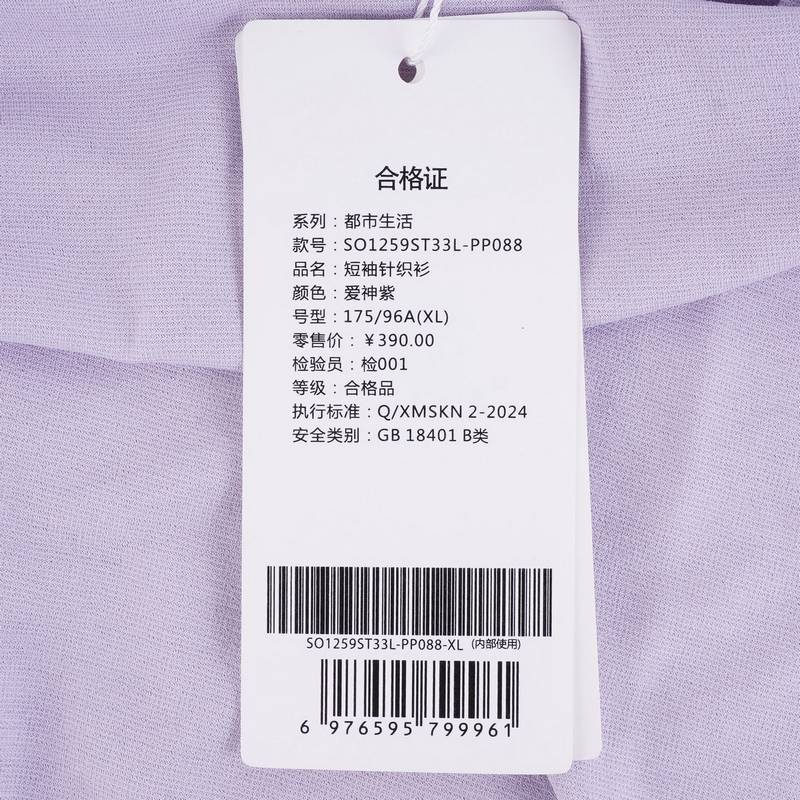 合格证
系列：都市生活
款号：SO1259ST33L-PP088
品名：短袖针织衫
颜色：爱神紫
号型：175/96A(XL)
零售价：￥390.00
检验员：检001
等级：合格品
执行标准：Q/XMSKN 2-2024
安全类别：GB 18401 B类
SO1259ST33L-PP088-XL (内部使用)
6 976595 799961